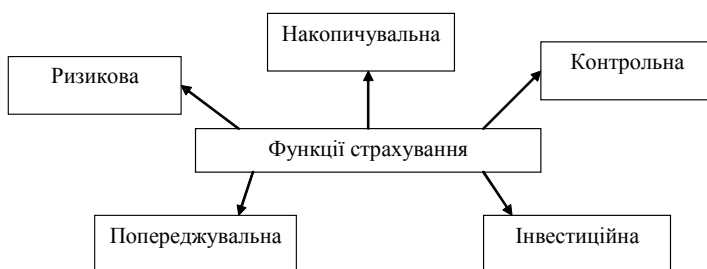 Накопичувальна
Ризикова
Контрольна
Функції страхування
Попереджувальна
Інвестиційна